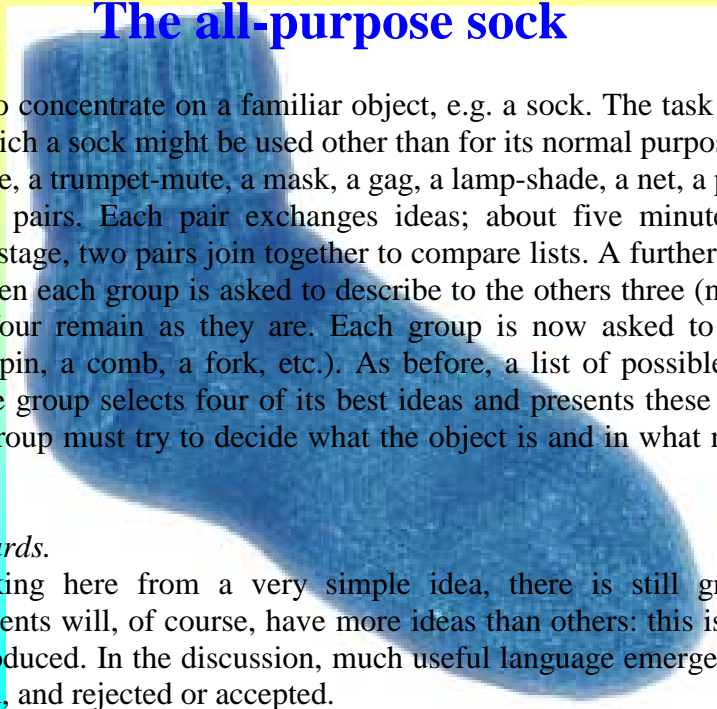 The all-purpose sock
o concentrate on a familiar object, e.g. a sock. The task
ich a sock might be used other than for its normal purpos
e, a trumpet-mute, a mask, a gag, a lamp-shade, a net, a p
pairs. Each pair exchanges ideas; about five minut
stage, two pairs join together to compare lists. A further
en each group is asked to describe to the others three (n
our remain as they are. Each group is now asked to
pin, a comb, a fork, etc.). As before, a list of possible
e group selects four of its best ideas and presents these
roup must try to decide what the object is and in what
ards.
king here from a very simple idea, there is still gr
ents will, of course, have more ideas than others: this is
oduced. In the discussion, much useful language emerge
, and rejected or accepted.